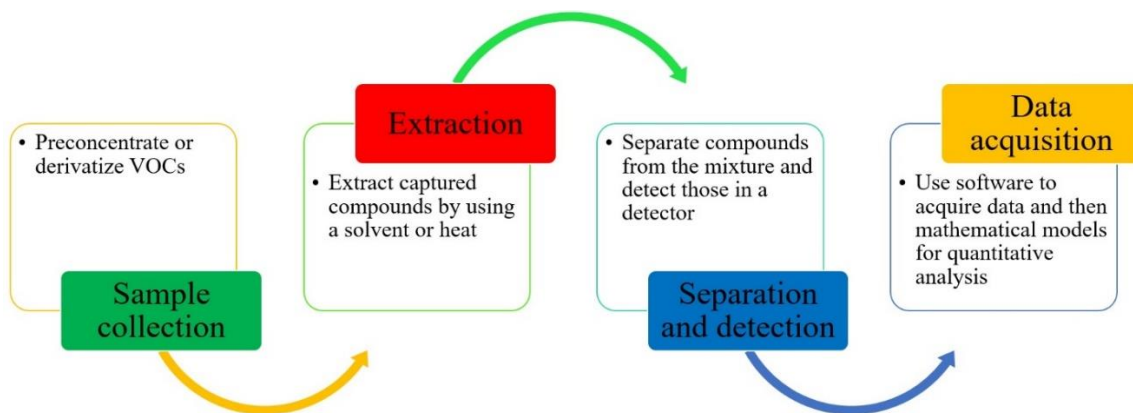 • Preconcentrate or
derivatize VOCs
Sample
collection
Extraction
• Extract captured
compounds by using
a solvent or heat
• Separate compounds
from the mixture and
detect those in a
detector
Separation
and detection
Data
acquisition
• Use software to
acquire data and then
mathematical models
for quantitative
analysis